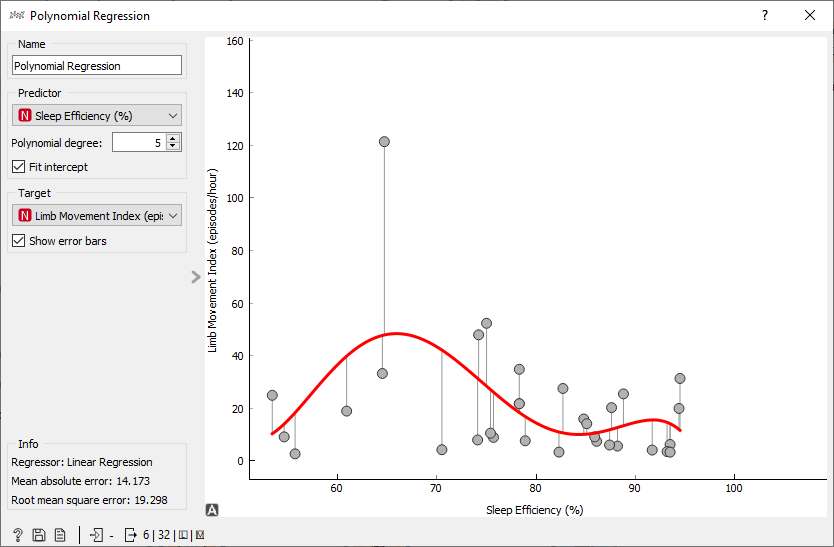 Polynomial Regression
?
Name
Polynomial Regression
Predictor
N Sleep Efficiency (%)
Polynomial degree: 5
Fit intercept
Target
N Limb Movement Index (epis
Show error bars
Info
Regressor: Linear Regression
Mean absolute error: 14.173
Root mean square error: 19.298
? - 6 | 32 | L | M
Limb Movement Index (episodes/hour)
160
140
120
100
80
60
40
20
0
60 70 80 90 100
Sleep Efficiency (%)
A